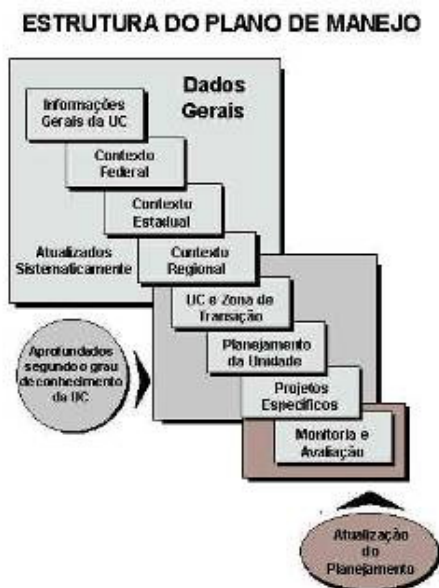 ESTRUTURA DO PLANO DE MANEJO
Dados
Gerais
Informações
Gerais da UC
Contexto
Federal
Contexto
Estadual
Atualizados
Sistematicamente
Contexto
Regional
UC e Zona de
Transição
Aprofundados
segundo o grau
de conhecimento
da UC
Planejamento
da Unidade
Projetos
Específicos
Monitoria e
Avaliação
Atualização
do
Planejamento